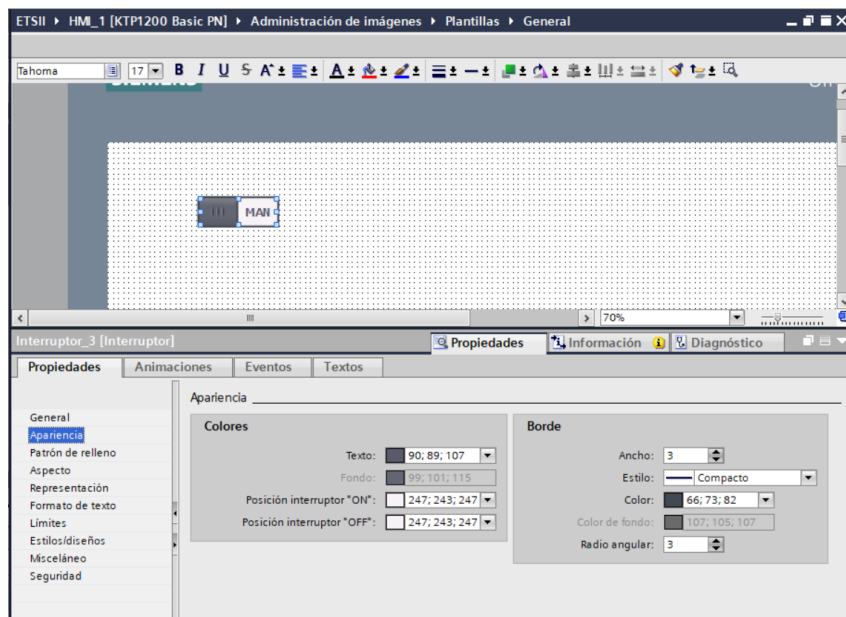 ETSII ▸ HMI_1 [KTP1200 Basic PN] ▸ Administración de imágenes ▸ Plantillas ▸ General
Tahoma 17 B I U S A A
MAN
70%
Interruptor_3 [Interruptor] Propiedades Información Diagnóstico
Propiedades Animaciones Eventos Textos
Apariencia
General
Apariencia
Patrón de relleno
Aspecto
Representación
Formato de texto
Límites
Estilos/diseños
Misceláneo
Seguridad
Colores
Texto: 90; 89; 107
Fondo: 99; 101; 115
Posición interruptor "ON": 247; 243; 247
Posición interruptor "OFF": 247; 243; 247
Borde
Ancho: 3
Estilo: Compacto
Color: 66; 73; 82
Color de fondo: 107; 105; 107
Radio angular: 3